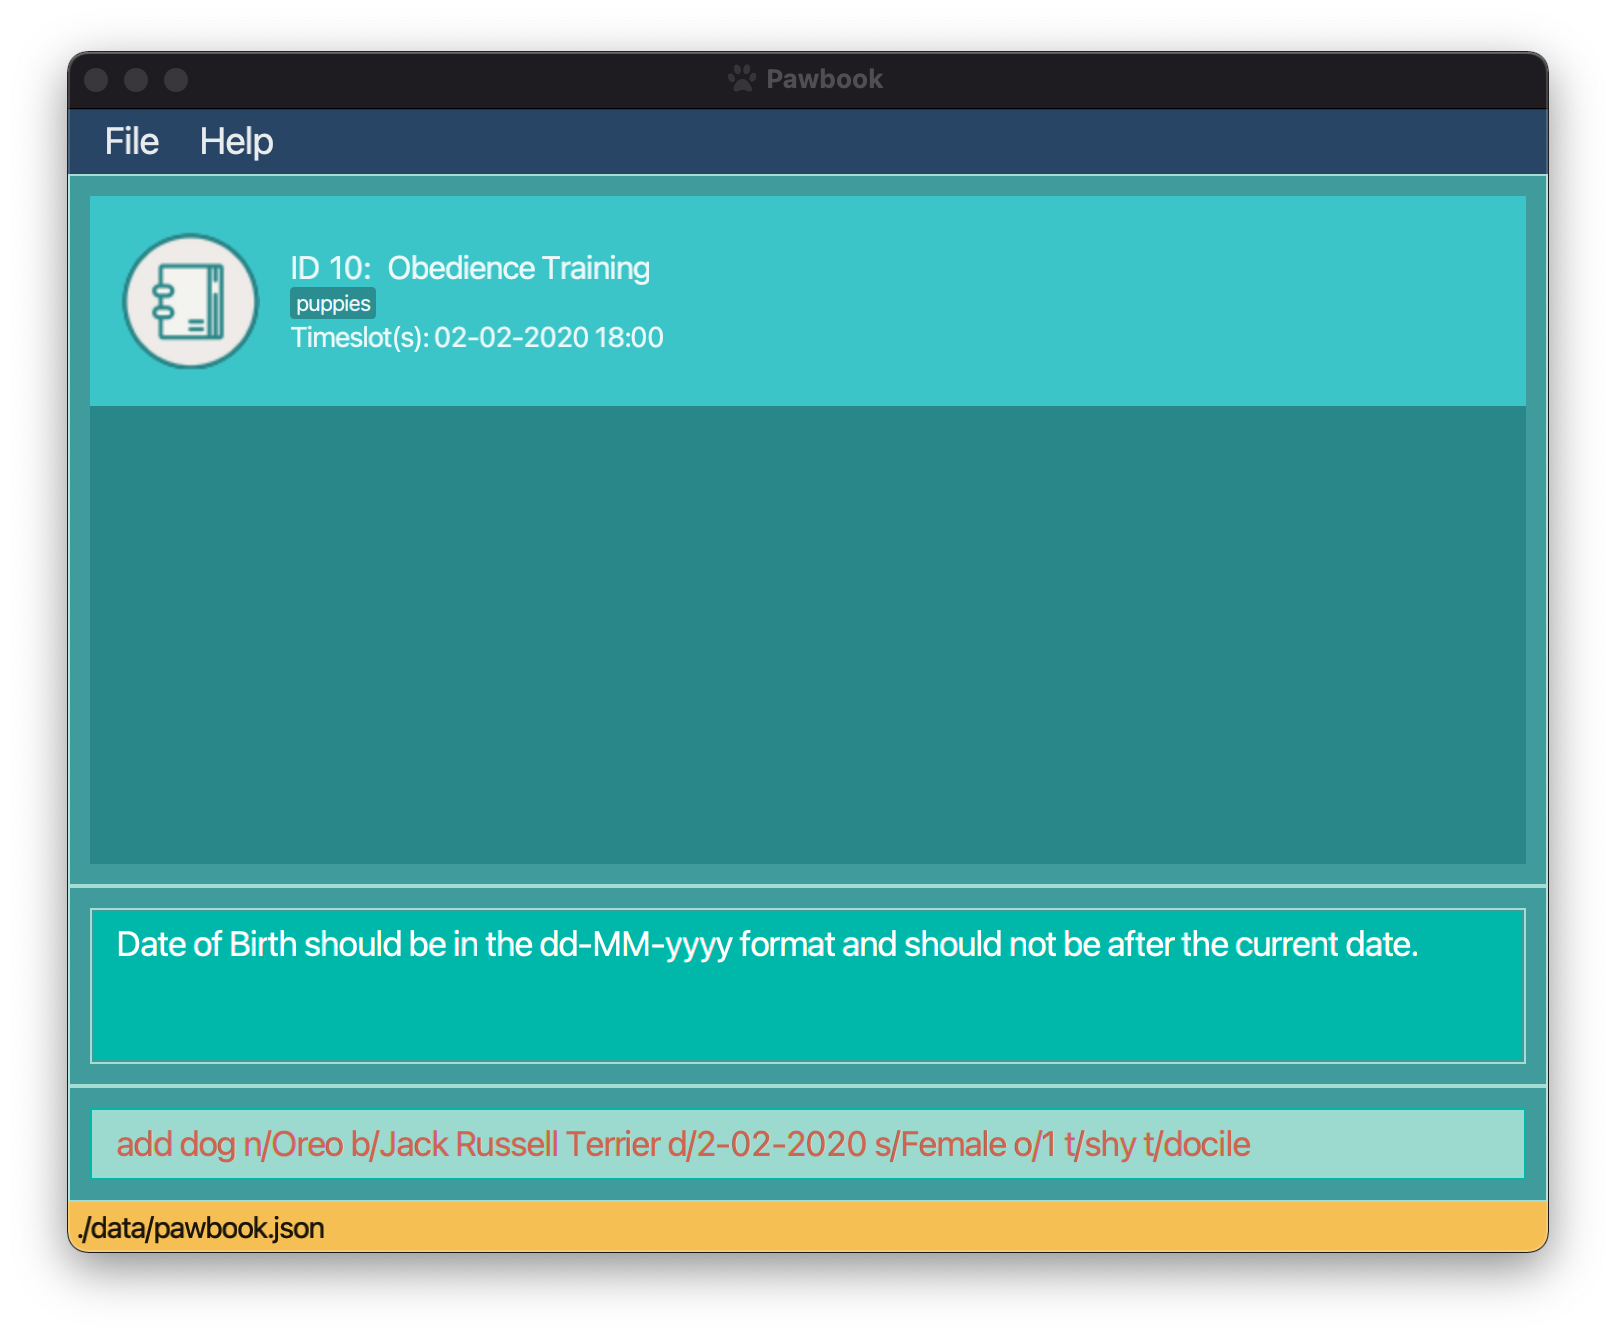 Pawbook
File Help
ID 10: Obedience Training
puppies
Timeslot(s): 02-02-2020 18:00
Date of Birth should be in the dd-MM-yyyy format and should not be after the current date.
add dog n/Oreo b/Jack Russell Terrier d/2-02-2020 s/Female o/1 t/shy t/docile
./data/pawbook.json